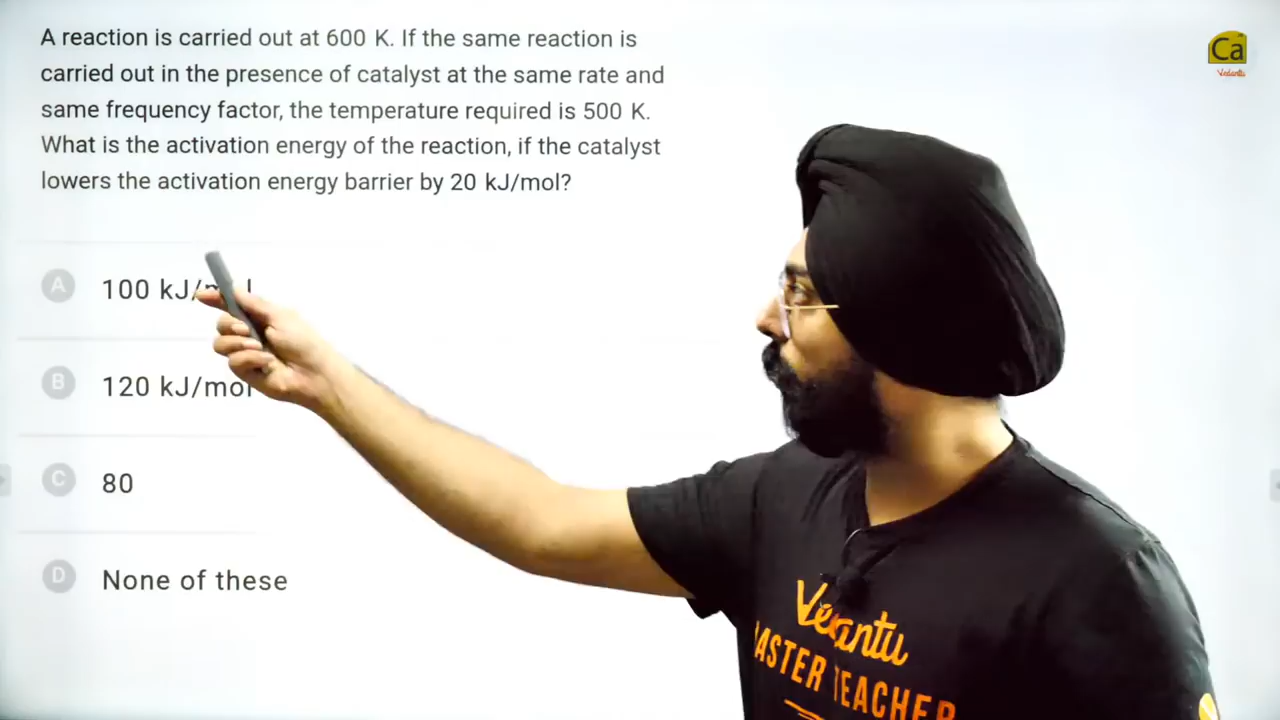 A reaction is carried out at 600 K. If the same reaction is
carried out in the presence of catalyst at the same rate and
same frequency factor, the temperature required is 500 K.
What is the activation energy of the reaction, if the catalyst
lowers the activation energy barrier by 20 kJ/mol?
Ca
Vedantu
A 100
B 120 kJ/mol
C 80
D None of these
Vedantu
TEACHER